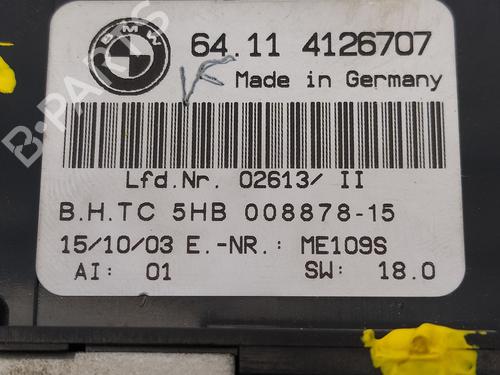 BMW
64.11 4126707
Made in Germany
Lfd.Nr. 02613/ II
B.H.TC 5HB 008878-15
15/10/03 E.-NR.: ME109S
AI: 01 SW: 18.0
B-PARTS